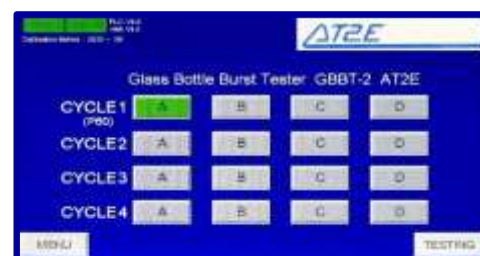 AT2E
Glass Bottle Burst Tester GBBT-2 AT2E
CYCLE1 A B C D
(P60)
CYCLE2 A B C D
CYCLE3 A B C D
CYCLE4 A B C D
MENU TESTING